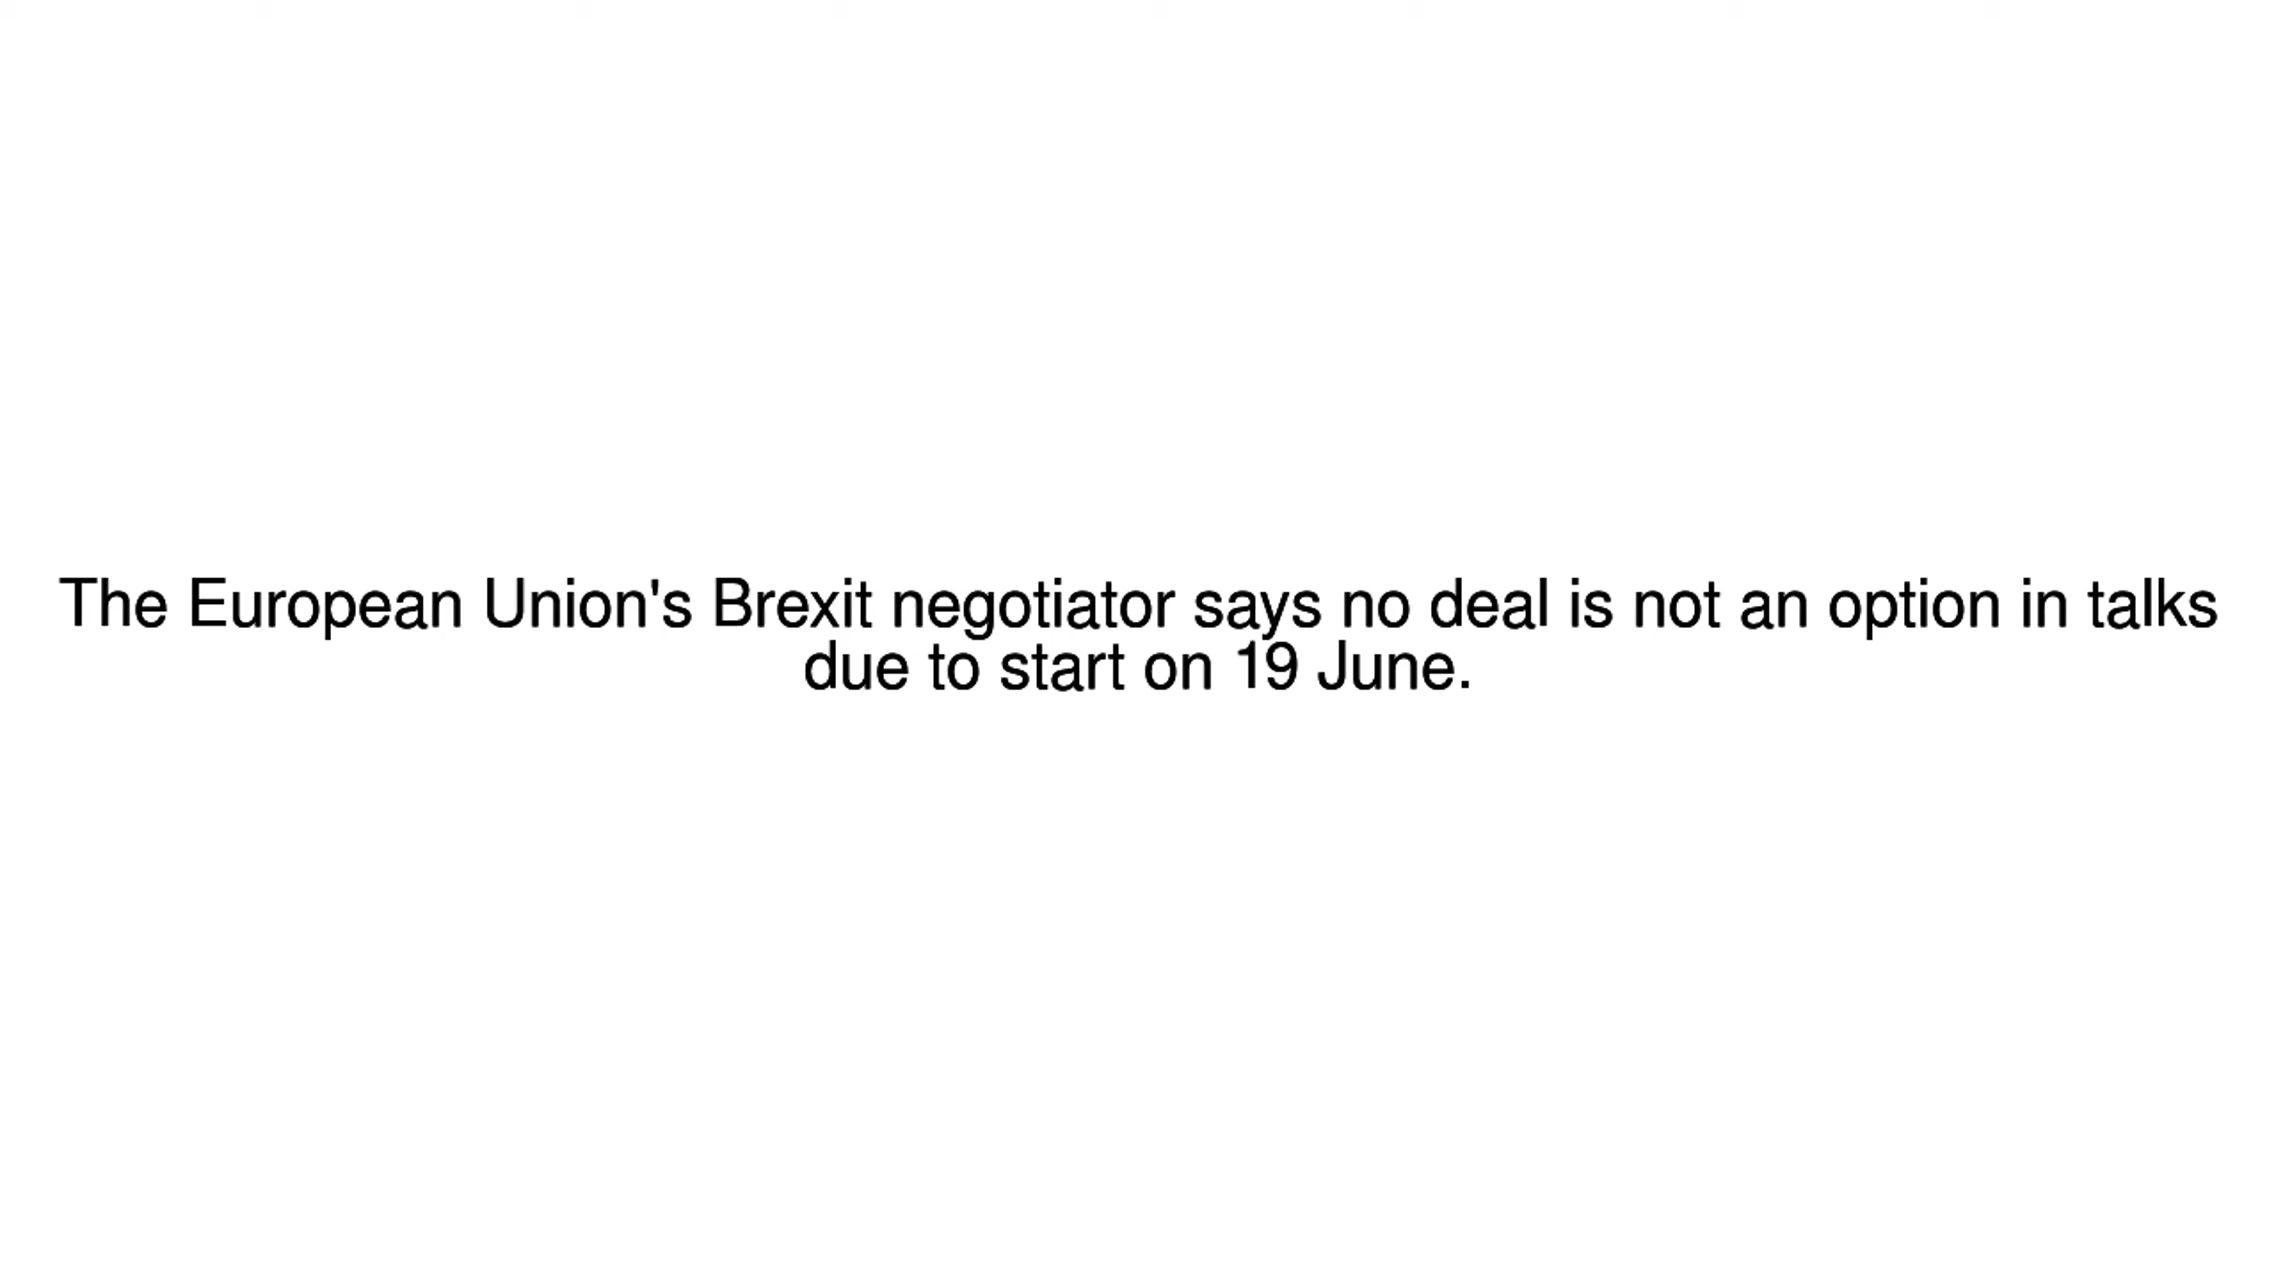 The European Union's Brexit negotiator says no deal is not an option in talks
due to start on 19 June.